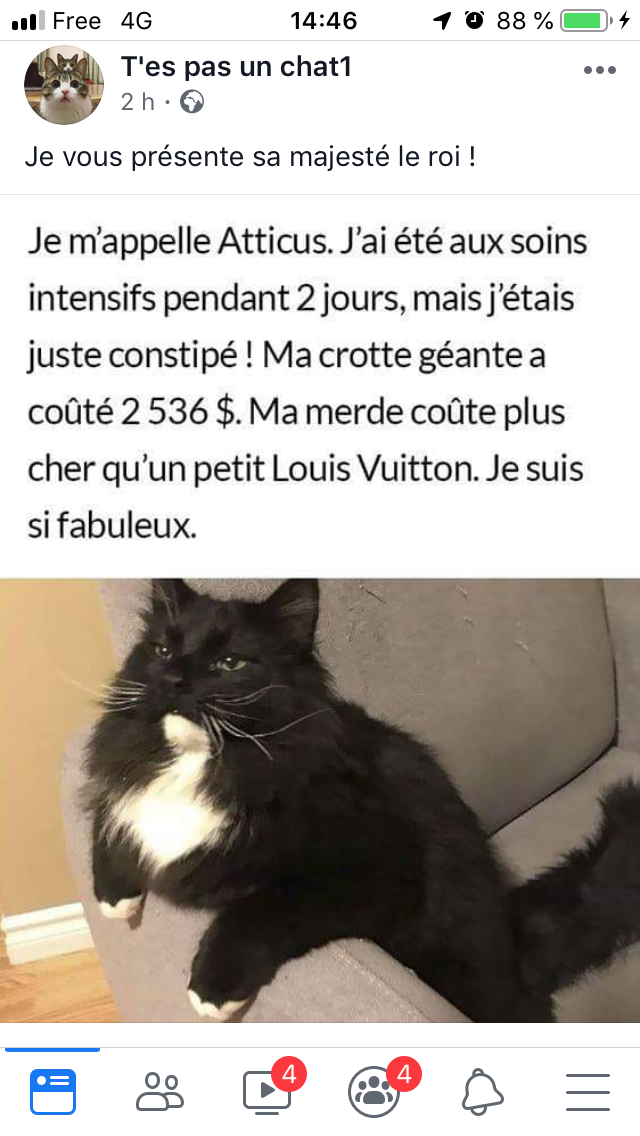 Free 4G 14:46 88 %
T'es pas un chat1
2 h ·
Je vous présente sa majesté le roi !
Je m'appelle Atticus. J'ai été aux soins
intensifs pendant 2 jours, mais j'étais
juste constipé ! Ma crotte géante a
coûté 2 536 $. Ma merde coûte plus
cher qu'un petit Louis Vuitton. Je suis
si fabuleux.
4 4